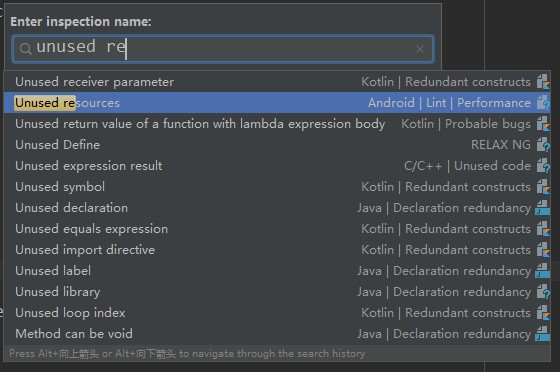 Enter inspection name:
unused re
Unused receiver parameter Kotlin | Redundant constructs
Unused resources Android | Lint | Performance
Unused return value of a function with lambda expression body Kotlin | Probable bugs
Unused Define RELAX NG
Unused expression result C/C++ | Unused code
Unused symbol Kotlin | Redundant constructs
Unused declaration Java | Declaration redundancy
Unused equals expression Kotlin | Redundant constructs
Unused import directive Kotlin | Redundant constructs
Unused label Java | Declaration redundancy
Unused library Java | Declaration redundancy
Unused loop index Kotlin | Redundant constructs
Method can be void Java | Declaration redundancy
Press Alt+向上箭头 or Alt+向下箭头 to navigate through the search history